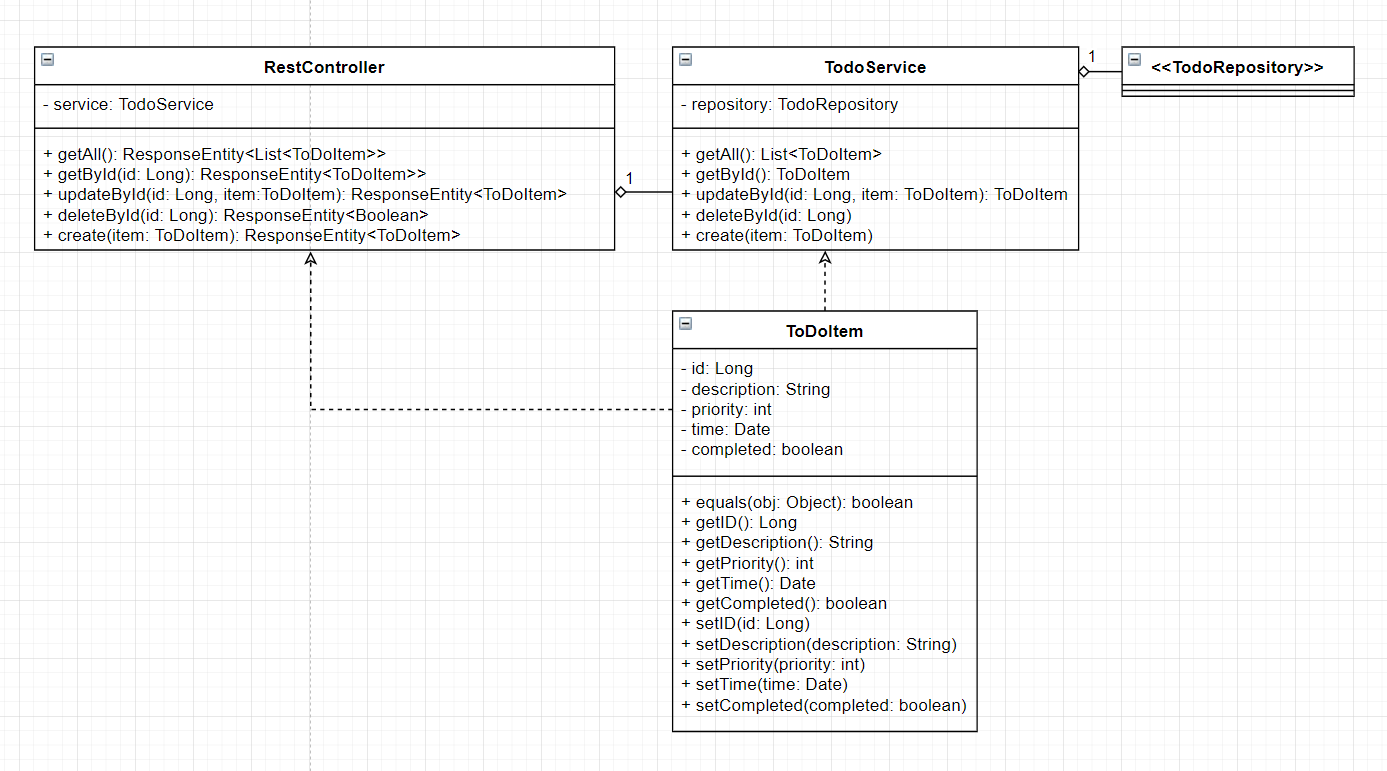 RestController
- service: TodoService
+ getAll(): ResponseEntity<List<ToDoItem>>
+ getById(id: Long): ResponseEntity<ToDoItem>>
+ updateById(id: Long, item:ToDoItem): ResponseEntity<ToDoItem>
+ deleteById(id: Long): ResponseEntity<Boolean>
+ create(item: ToDoItem): ResponseEntity<ToDoItem>
1
TodoService
- repository: TodoRepository
+ getAll(): List<ToDoItem>
+ getById(): ToDoItem
+ updateById(id: Long, item: ToDoItem): ToDoItem
+ deleteById(id: Long)
+ create(item: ToDoItem)
1
<<TodoRepository>>
ToDoItem
- id: Long
- description: String
- priority: int
- time: Date
- completed: boolean
+ equals(obj: Object): boolean
+ getID(): Long
+ getDescription(): String
+ getPriority(): int
+ getTime(): Date
+ getCompleted(): boolean
+ setID(id: Long)
+ setDescription(description: String)
+ setPriority(priority: int)
+ setTime(time: Date)
+ setCompleted(completed: boolean)